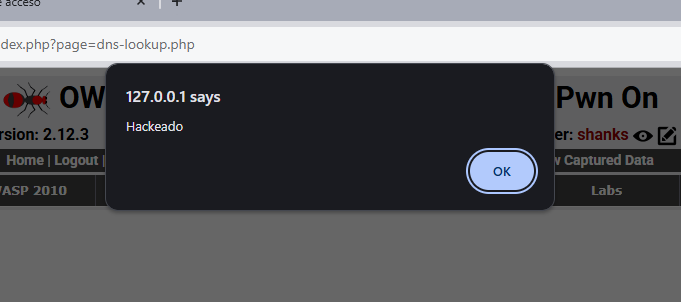 e acceso
ndex.php?page=dns-lookup.php
127.0.0.1 says
Hackeado
OK
OW
Pwn On
rsion: 2.12.3
er: shanks
Home | Logout |
w Captured Data
ASP 2010
Labs